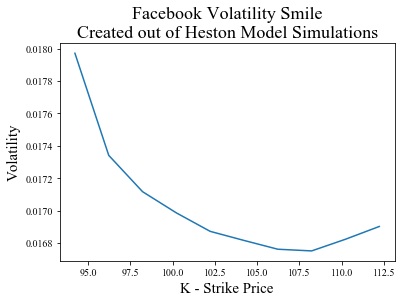 Facebook Volatility Smile
Created out of Heston Model Simulations
0.0180
0.0178
0.0176
0.0174
0.0172
0.0170
0.0168
Volatility
95.0 97.5 100.0 102.5 105.0 107.5 110.0 112.5
K - Strike Price